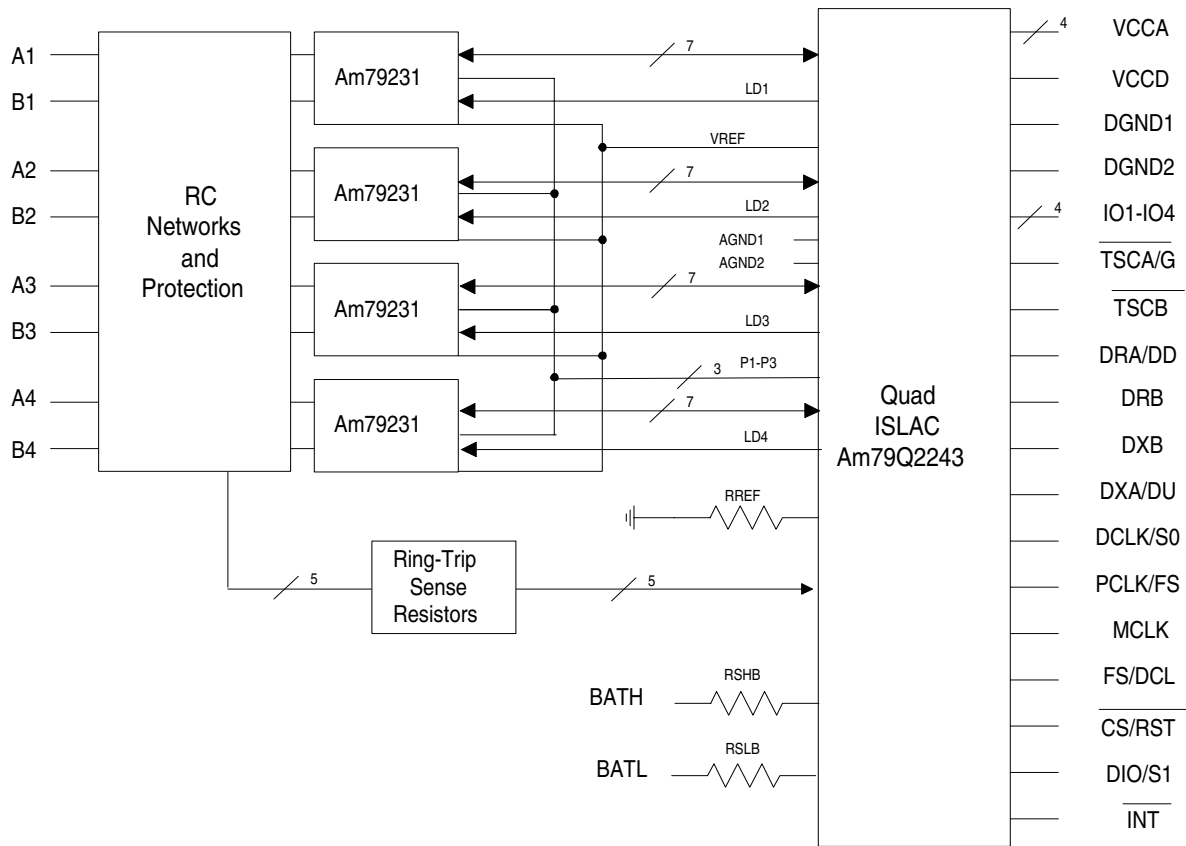 A1
B1
A2
B2
A3
B3
A4
B4
RC
Networks
and
Protection
Am79231
Am79231
Am79231
Am79231
7
LD1
VREF
7
LD2
AGND1
AGND2
7
LD3
3
P1-P3
7
LD4
RREF
5
Ring-Trip
Sense
Resistors
5
BATH
RSHB
BATL
RSLB
Quad
ISLAC
Am79Q2243
4
VCCA
VCCD
DGND1
DGND2
4
IO1-IO4
TSCA/G
TSCB
DRA/DD
DRB
DXB
DXA/DU
DCLK/S0
PCLK/FS
MCLK
FS/DCL
CS/RST
DIO/S1
INT